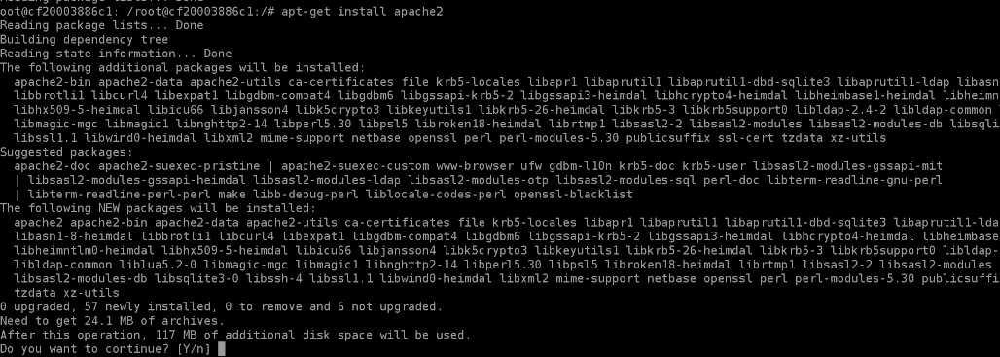 Reading package lists... Done
oot@cf20003886c1: /root@cf20003886c1:/# apt-get install apache2
Reading package lists... Done
Building dependency tree
Reading state information... Done
The following additional packages will be installed:
  apache2-bin apache2-data apache2-utils ca-certificates file krb5-locales libapr1 libaprutil1 libaprutil1-dbd-sqlite3 libaprutil1-ldap libasn
  libbrotli1 libcurl4 libexpat1 libgdbm-compat4 libgdbm6 libgssapi-krb5-2 libgssapi3-heimdal libhcrypto4-heimdal libheimbase1-heimdal libheimn
  libhx509-5-heimdal libicu66 libjansson4 libk5crypto3 libkeyutils1 libkrb5-26-heimdal libkrb5-3 libkrb5support0 libldap-2.4-2 libldap-common
  libmagic-mgc libmagic1 libnghttp2-14 libperl5.30 libpsl5 libroken18-heimdal librtmp1 libsasl2-2 libsasl2-modules libsasl2-modules-db libsqli
  libssl1.1 libwind0-heimdal libxml2 mime-support netbase openssl perl perl-modules-5.30 publicsuffix ssl-cert tzdata xz-utils
Suggested packages:
  apache2-doc apache2-suexec-pristine | apache2-suexec-custom www-browser ufw gdbm-l10n krb5-doc krb5-user libsasl2-modules-gssapi-mit
  | libsasl2-modules-gssapi-heimdal libsasl2-modules-ldap libsasl2-modules-otp libsasl2-modules-sql perl-doc libterm-readline-gnu-perl
  | libterm-readline-perl-perl make libb-debug-perl liblocale-codes-perl openssl-blacklist
The following NEW packages will be installed:
  apache2 apache2-bin apache2-data apache2-utils ca-certificates file krb5-locales libapr1 libaprutil1 libaprutil1-dbd-sqlite3 libaprutil1-lda
  libasn1-8-heimdal libbrotli1 libcurl4 libexpat1 libgdbm-compat4 libgdbm6 libgssapi-krb5-2 libgssapi3-heimdal libhcrypto4-heimdal libheimbase
  libheimntlm0-heimdal libhx509-5-heimdal libicu66 libjansson4 libk5crypto3 libkeyutils1 libkrb5-26-heimdal libkrb5-3 libkrb5support0 libldap-
  libldap-common liblua5.2-0 libmagic-mgc libmagic1 libnghttp2-14 libperl5.30 libpsl5 libroken18-heimdal librtmp1 libsasl2-2 libsasl2-modules
  libsasl2-modules-db libsqlite3-0 libssh-4 libssl1.1 libwind0-heimdal libxml2 mime-support netbase openssl perl perl-modules-5.30 publicsuffi
  tzdata xz-utils
0 upgraded, 57 newly installed, 0 to remove and 6 not upgraded.
Need to get 24.1 MB of archives.
After this operation, 117 MB of additional disk space will be used.
Do you want to continue? [Y/n]